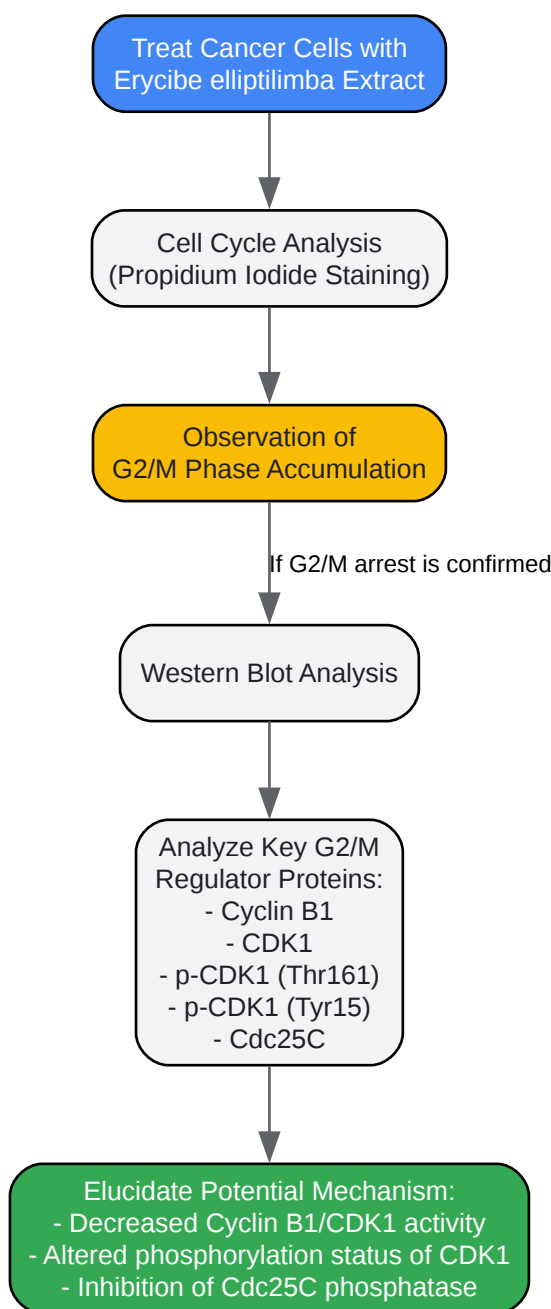 Treat Cancer Cells with
Erycibe elliptilimba Extract
Cell Cycle Analysis
(Propidium Iodide Staining)
Observation of
G2/M Phase Accumulation
If G2/M arrest is confirmed
Western Blot Analysis
Analyze Key G2/M
Regulator Proteins:
- Cyclin B1
- CDK1
- p-CDK1 (Thr161)
- p-CDK1 (Tyr15)
- Cdc25C
Elucidate Potential Mechanism:
- Decreased Cyclin B1/CDK1 activity
- Altered phosphorylation status of CDK1
- Inhibition of Cdc25C phosphatase